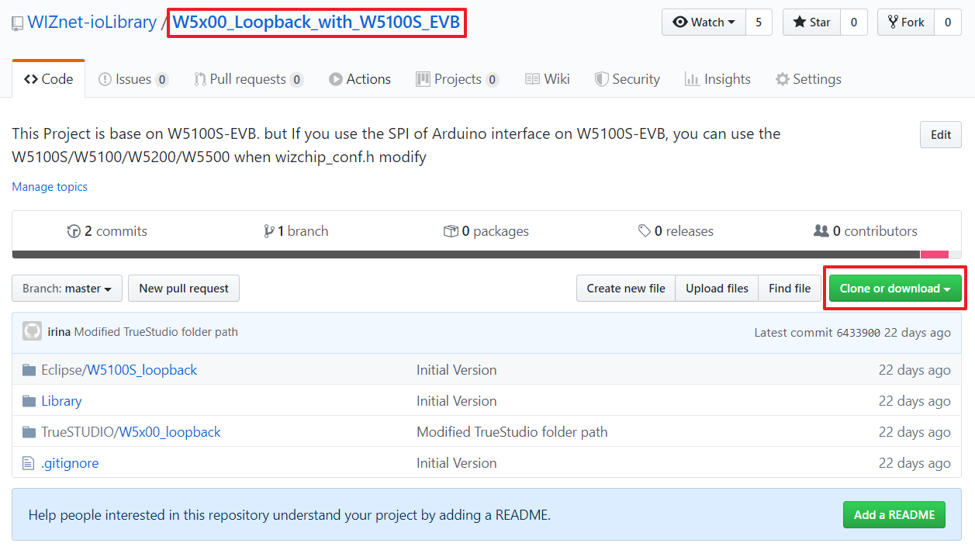 WIZnet-ioLibrary / W5x00_Loopback_with_W5100S_EVB Watch 5 Star 0 Fork 0
Code Issues 0 Pull requests 0 Actions Projects 0 Wiki Security Insights Settings
This Project is base on W5100S-EVB. but If you use the SPI of Arduino interface on W5100S-EVB, you can use the Edit
W5100S/W5100/W5200/W5500 when wizchip_conf.h modify
Manage topics
2 commits 1 branch 0 packages 0 releases 0 contributors
Branch: master New pull request Create new file Upload files Find file Clone or download
irina Modified TrueStudio folder path Latest commit 6433900 22 days ago
Eclipse/W5100S_loopback Initial Version 22 days ago
Library Initial Version 22 days ago
TrueSTUDIO/W5x00_loopback Modified TrueStudio folder path 22 days ago
.gitignore Initial Version 22 days ago
Help people interested in this repository understand your project by adding a README. Add a README